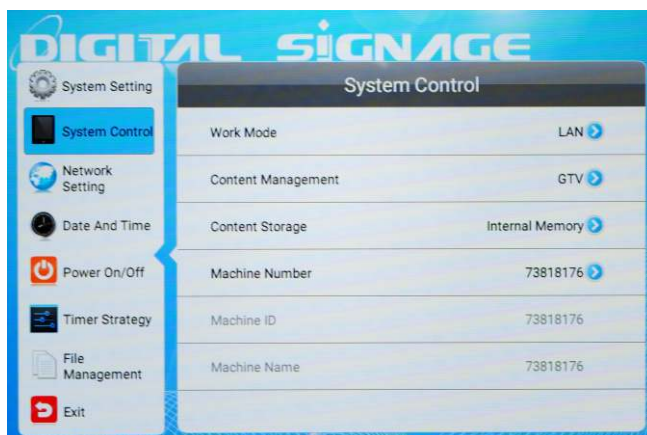 DIGITAL SiGNAGE
System Setting
System Control
Network
Setting
Date And Time
Power On/Off
Timer Strategy
File
Management
Exit
System Control
Work Mode LAN
Content Management GTV
Content Storage Internal Memory
Machine Number 73818176
Machine ID 73818176
Machine Name 73818176